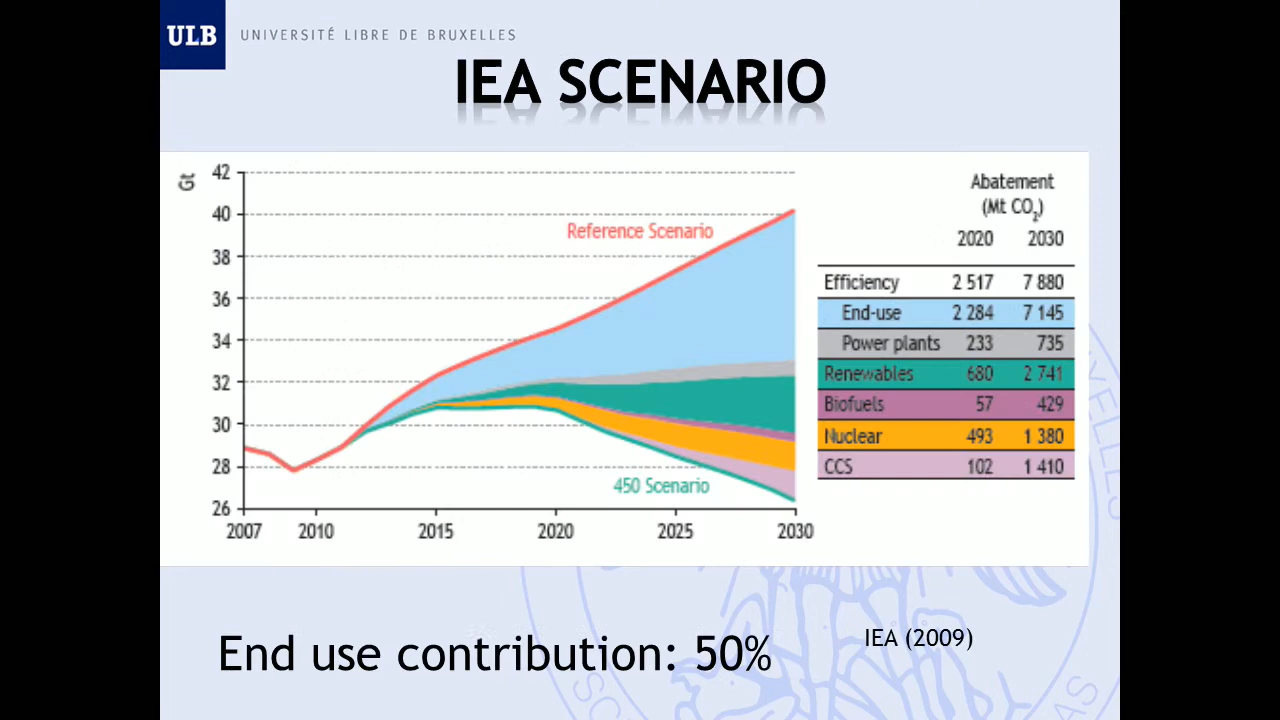 ULB UNIVERSITÉ LIBRE DE BRUXELLES
IEA SCENARIO
Gt
42
40
38
36
34
32
30
28
26
2007 2010 2015 2020 2025 2030
Reference Scenario
450 Scenario
Abatement
(Mt CO2)
2020 2030
Efficiency 2 517 7 880
End-use 2 284 7 145
Power plants 233 735
Renewables 680 2 741
Biofuels 57 429
Nuclear 493 1 380
CCS 102 1 410
End use contribution: 50%
IEA (2009)